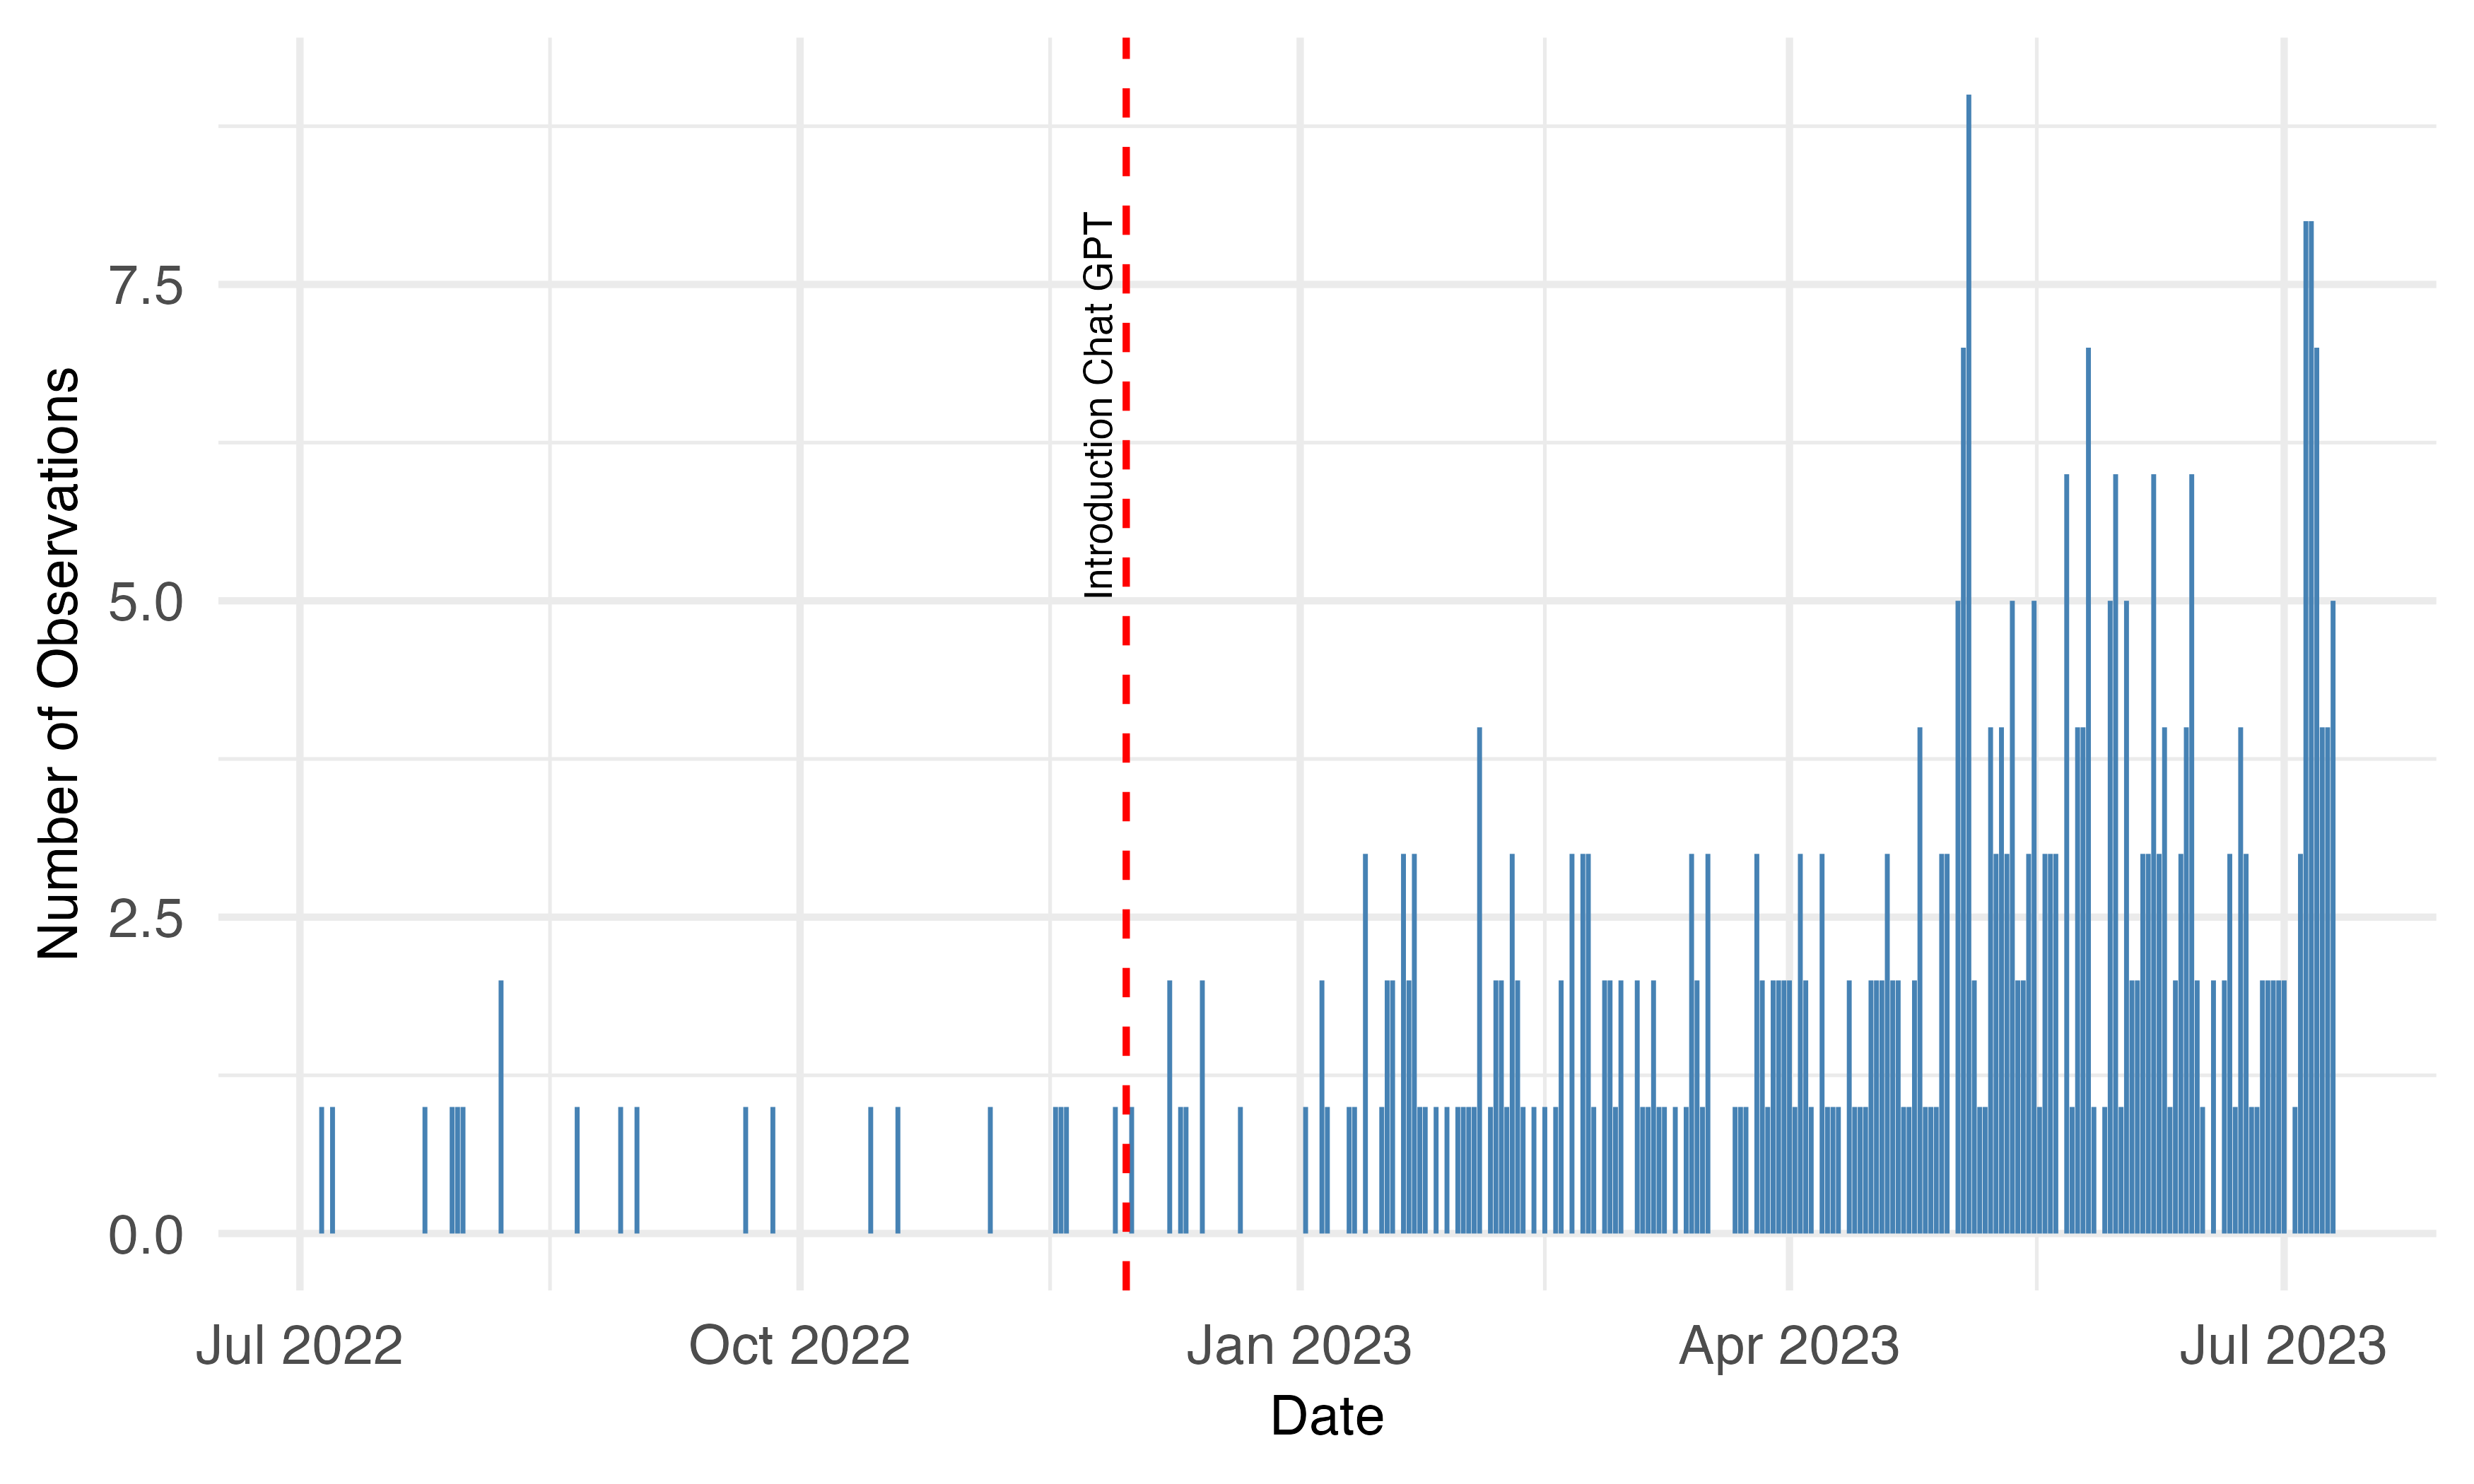 Number of Observations
7.5
5.0
2.5
0.0
Introduction Chat GPT
Jul 2022
Oct 2022
Jan 2023
Apr 2023
Jul 2023
Date